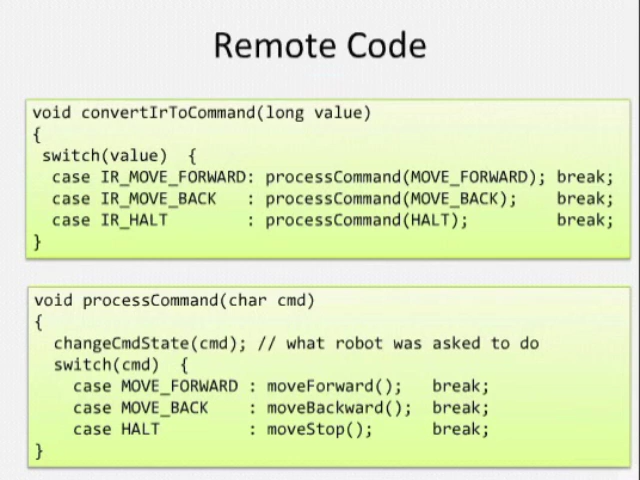 Remote Code
void convertIrToCommand(long value)
{
 switch(value)  {
  case IR_MOVE_FORWARD: processCommand(MOVE_FORWARD); break;
  case IR_MOVE_BACK   : processCommand(MOVE_BACK);    break;
  case IR_HALT        : processCommand(HALT);         break;
}
void processCommand(char cmd)
{
  changeCmdState(cmd); // what robot was asked to do
  switch(cmd)  {
    case MOVE_FORWARD : moveForward();   break;
    case MOVE_BACK    : moveBackward();  break;
    case HALT         : moveStop();      break;
}